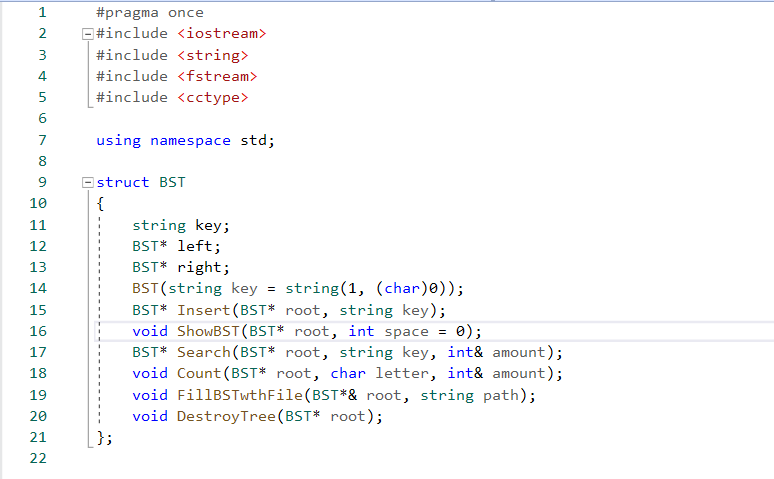 1 #pragma once
2 #include <iostream>
3 #include <string>
4 #include <fstream>
5 #include <cctype>
6
7 using namespace std;
8
9 struct BST
10 {
11 string key;
12 BST* left;
13 BST* right;
14 BST(string key = string(1, (char)0));
15 BST* Insert(BST* root, string key);
16 void ShowBST(BST* root, int space = 0);
17 BST* Search(BST* root, string key, int& amount);
18 void Count(BST* root, char letter, int& amount);
19 void FillBSTwthFile(BST*& root, string path);
20 void DestroyTree(BST* root);
21 };
22